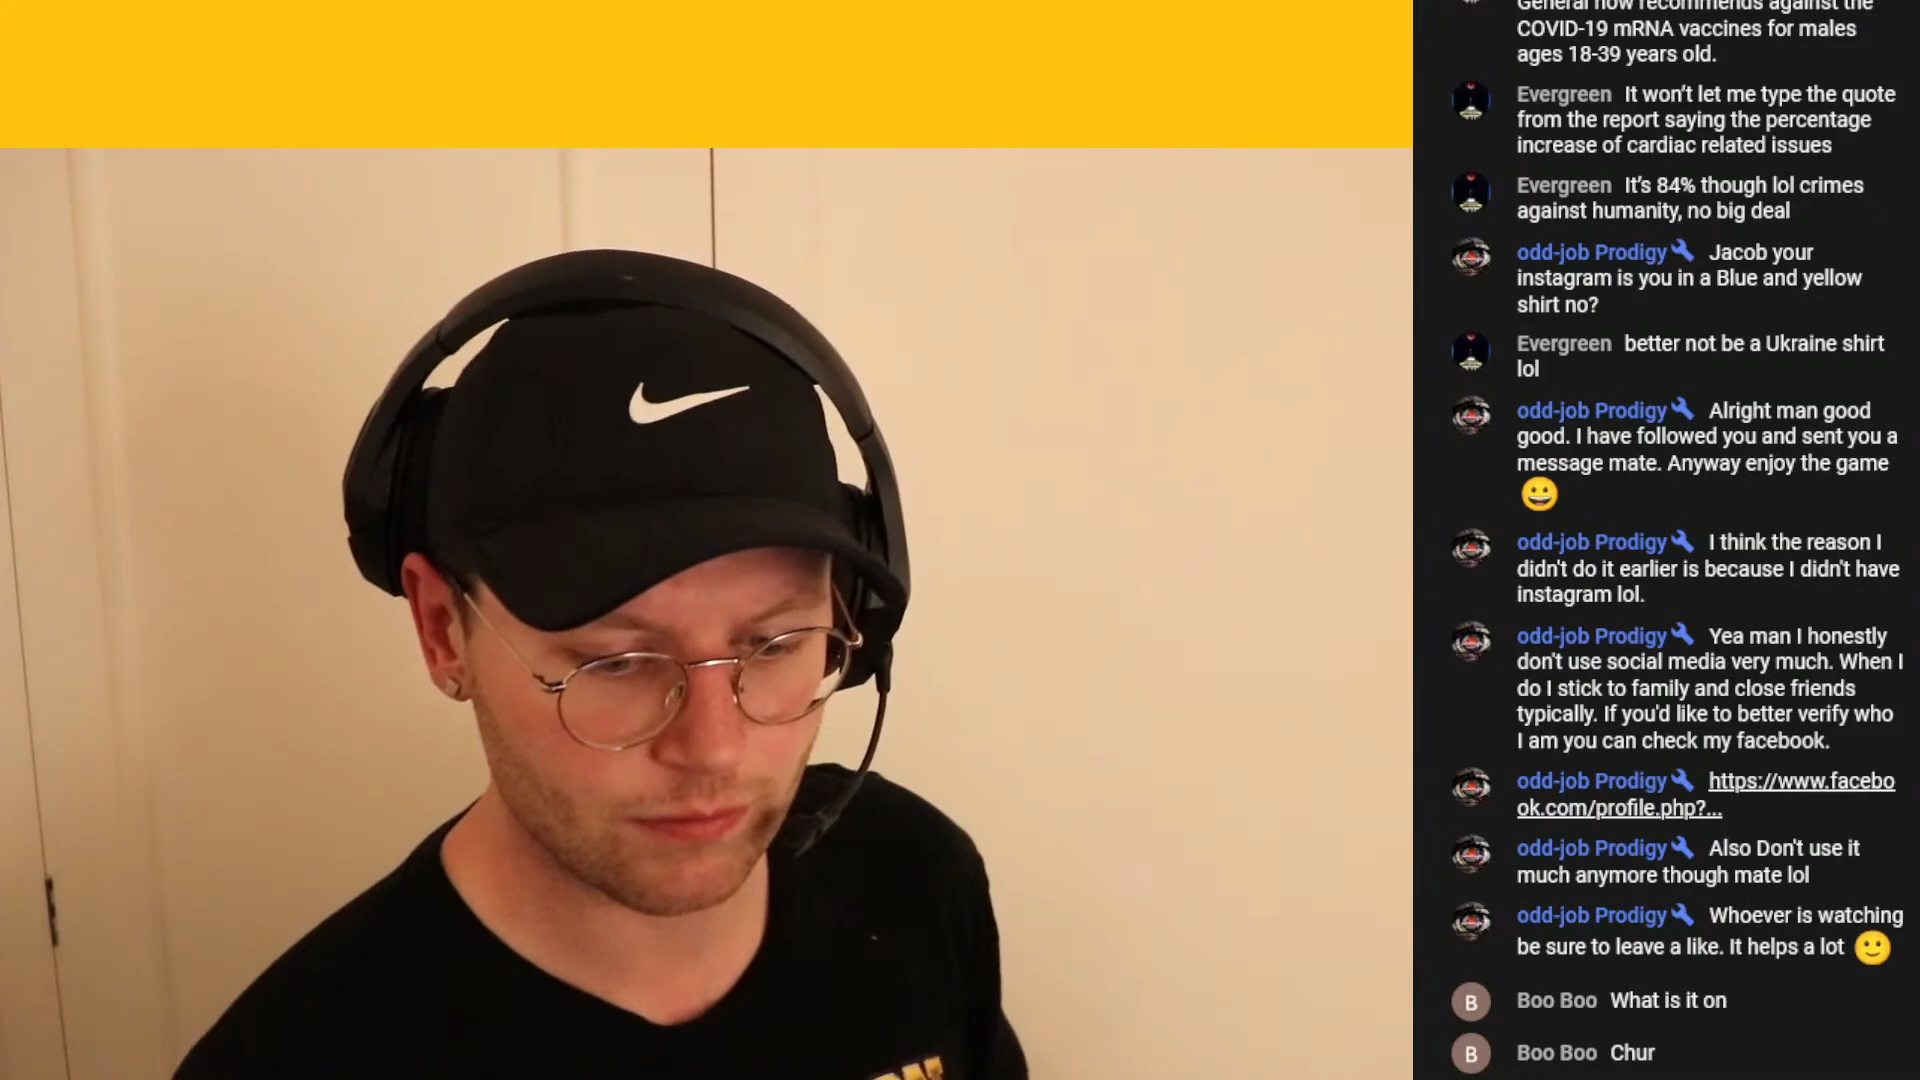 General now recommends against the
COVID-19 mRNA vaccines for males
ages 18-39 years old.
Evergreen It won't let me type the quote
from the report saying the percentage
increase of cardiac related issues
Evergreen It's 84% though lol crimes
against humanity, no big deal
odd-job Prodigy Jacob your
instagram is you in a Blue and yellow
shirt no?
Evergreen better not be a Ukraine shirt
lol
odd-job Prodigy Alright man good
good. I have followed you and sent you a
message mate. Anyway enjoy the game
😀
odd-job Prodigy I think the reason I
didn't do it earlier is because I didn't have
instagram lol.
odd-job Prodigy Yea man I honestly
don't use social media very much. When I
do I stick to family and close friends
typically. If you'd like to better verify who
I am you can check my facebook.
odd-job Prodigy https://www.facebo
ok.com/profile.php?...
odd-job Prodigy Also Don't use it
much anymore though mate lol
odd-job Prodigy Whoever is watching
be sure to leave a like. It helps a lot 🙂
B Boo Boo What is it on
B Boo Boo Chur